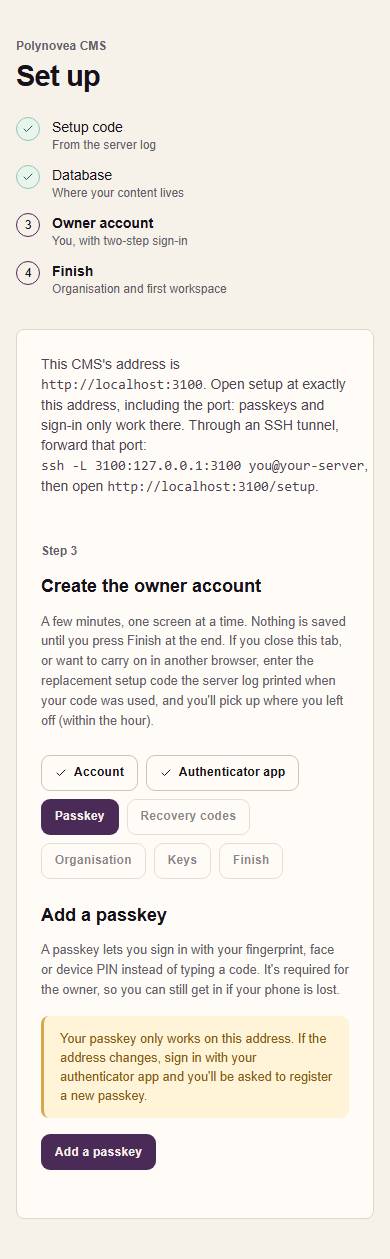 Polynovea CMS
Set up
Setup code
From the server log
Database
Where your content lives
3
Owner account
You, with two-step sign-in
4
Finish
Organisation and first workspace
This CMS's address is
http://localhost:3100. Open setup at exactly
this address, including the port: passkeys and
sign-in only work there. Through an SSH tunnel,
forward that port:
ssh -L 3100:127.0.0.1:3100 you@your-server,
then open http://localhost:3100/setup.
Step 3
Create the owner account
A few minutes, one screen at a time. Nothing is saved
until you press Finish at the end. If you close this tab,
or want to carry on in another browser, enter the
replacement setup code the server log printed when
your code was used, and you'll pick up where you left
off (within the hour).
Account
Authenticator app
Passkey
Recovery codes
Organisation
Keys
Finish
Add a passkey
A passkey lets you sign in with your fingerprint, face
or device PIN instead of typing a code. It's required for
the owner, so you can still get in if your phone is lost.
Your passkey only works on this address. If the
address changes, sign in with your
authenticator app and you'll be asked to register
a new passkey.
Add a passkey